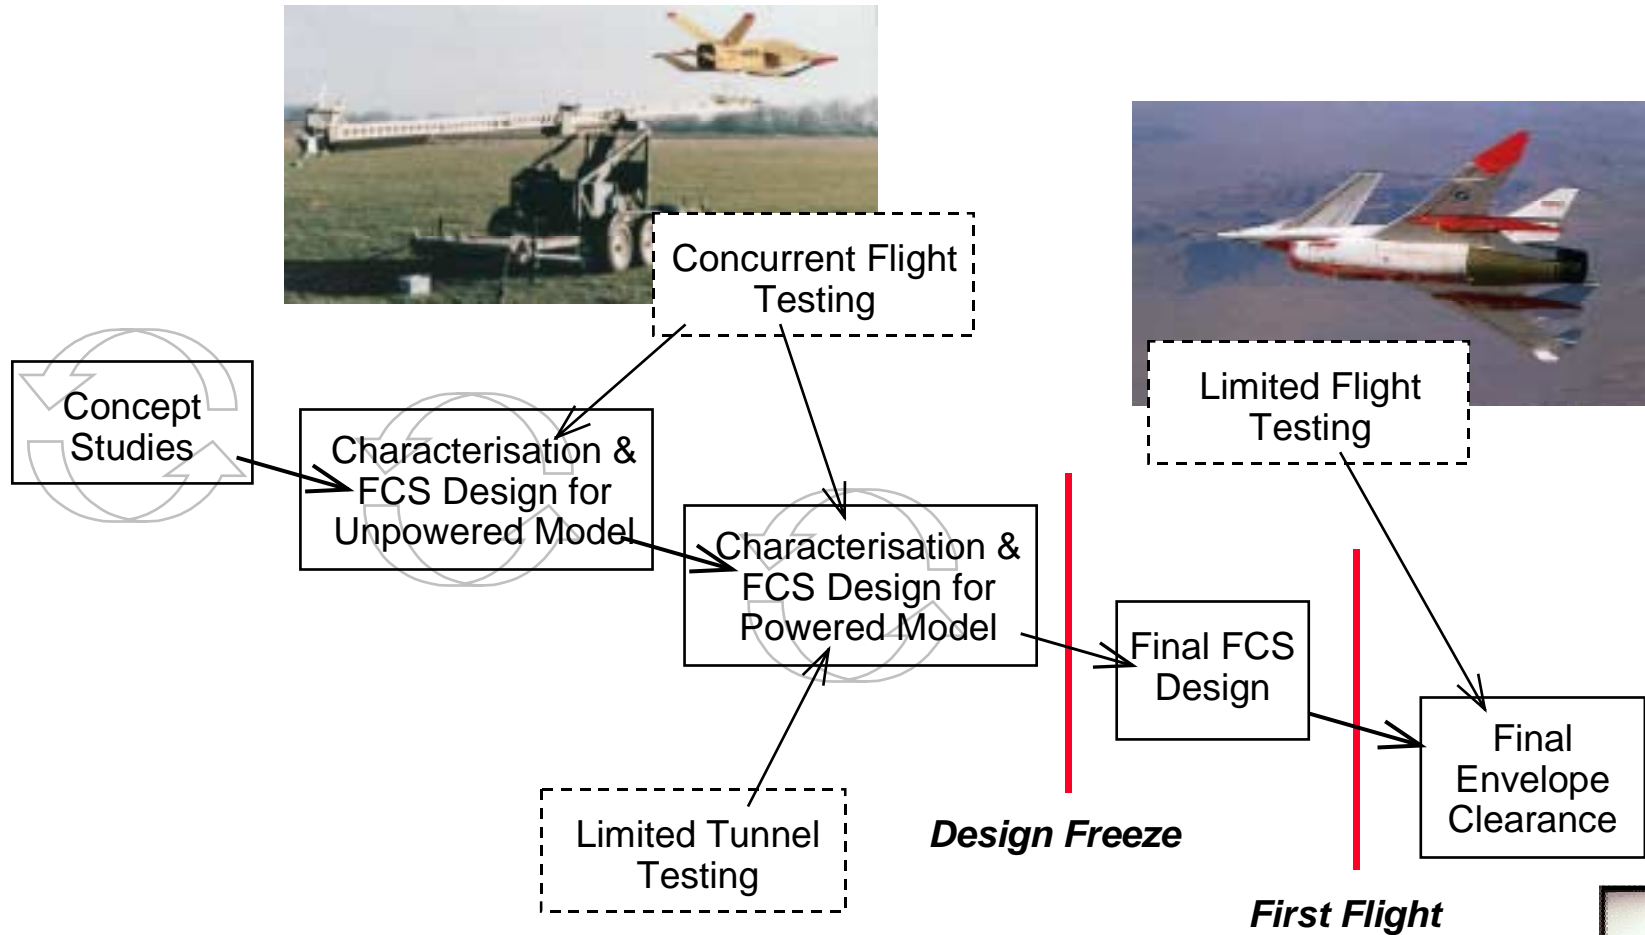 Concurrent Flight
Testing
Limited Flight
Testing
Concept
Studies
Characterisation &
FCS Design for
Unpowered Model
Characterisation &
FCS Design for
Powered Model
Final FCS
Design
Final
Envelope
Clearance
Limited Tunnel
Testing
Design Freeze
First Flight